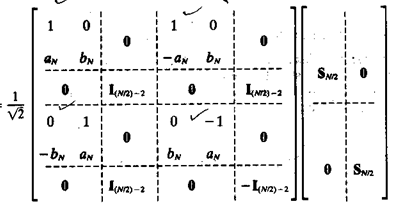 = 1/√2 [ 1 0 0 1 0 0
a_N b_N -a_N b_N
0 I_(N/2)-2 0 I_(N/2)-2
0 1 0 0 -1 0
-b_N a_N b_N a_N
0 I_(N/2)-2 0 -I_(N/2)-2 ] [ S_N/2 0
0 S_N/2 ]